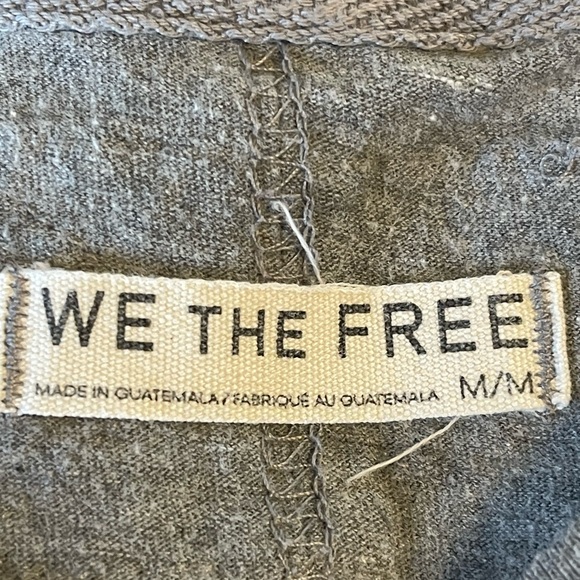 WE THE FREE
MADE IN GUATEMALA / FABRIQUÉ AU GUATEMALA M/M